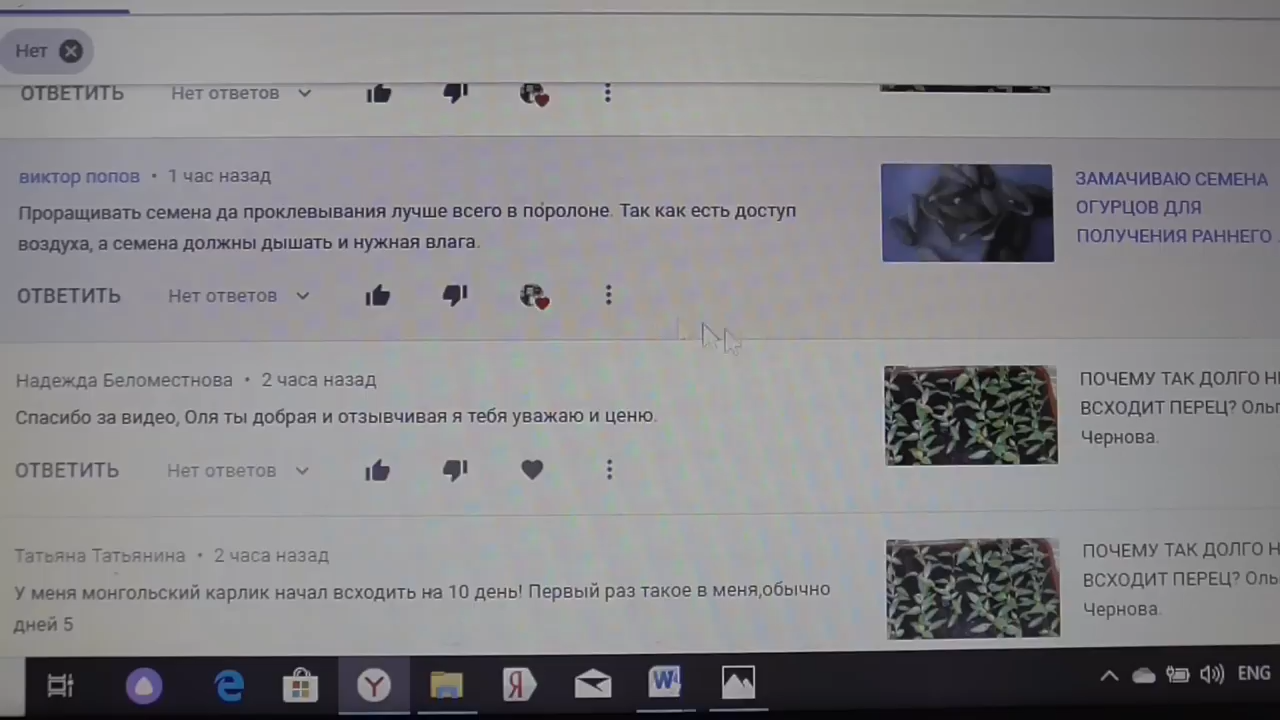 Нет
ОТВЕТИТЬ Нет ответов
виктор попов • 1 час назад
Проращивать семена да проклевывания лучше всего в поролоне. Так как есть доступ
воздуха, а семена должны дышать и нужная влага.
ОТВЕТИТЬ Нет ответов
ЗАМАЧИВАЮ СЕМЕНА
ОГУРЦОВ ДЛЯ
ПОЛУЧЕНИЯ РАННЕГО
Надежда Беломестнова • 2 часа назад
Спасибо за видео, Оля ты добрая и отзывчивая я тебя уважаю и ценю.
ОТВЕТИТЬ Нет ответов
ПОЧЕМУ ТАК ДОЛГО Н
ВСХОДИТ ПЕРЕЦ? Оль
Чернова.
Татьяна Татьянина • 2 часа назад
У меня монгольский карлик начал всходить на 10 день! Первый раз такое в меня,обычно
дней 5
ПОЧЕМУ ТАК ДОЛГО Н
ВСХОДИТ ПЕРЕЦ? Оль
Чернова.
Y Я W ENG